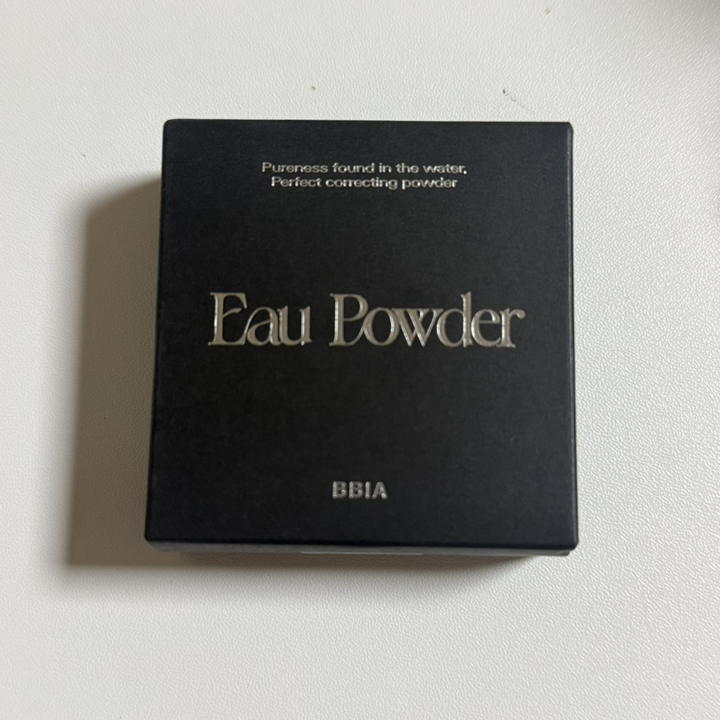 Pureness found in the water,
Perfect correcting powder
Eau Powder
BBIA